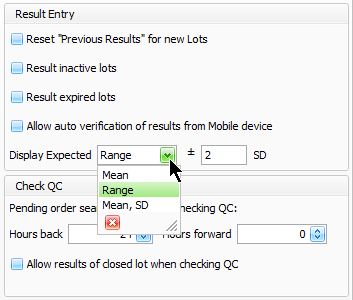 Result Entry
Reset "Previous Results" for new Lots
Result inactive lots
Result expired lots
Allow auto verification of results from Mobile device
Display Expected Range ± 2 SD
Mean
Range
Mean, SD
Check QC
Pending order sea checking QC:
Hours back Hours forward 0
Allow results of closed lot when checking QC